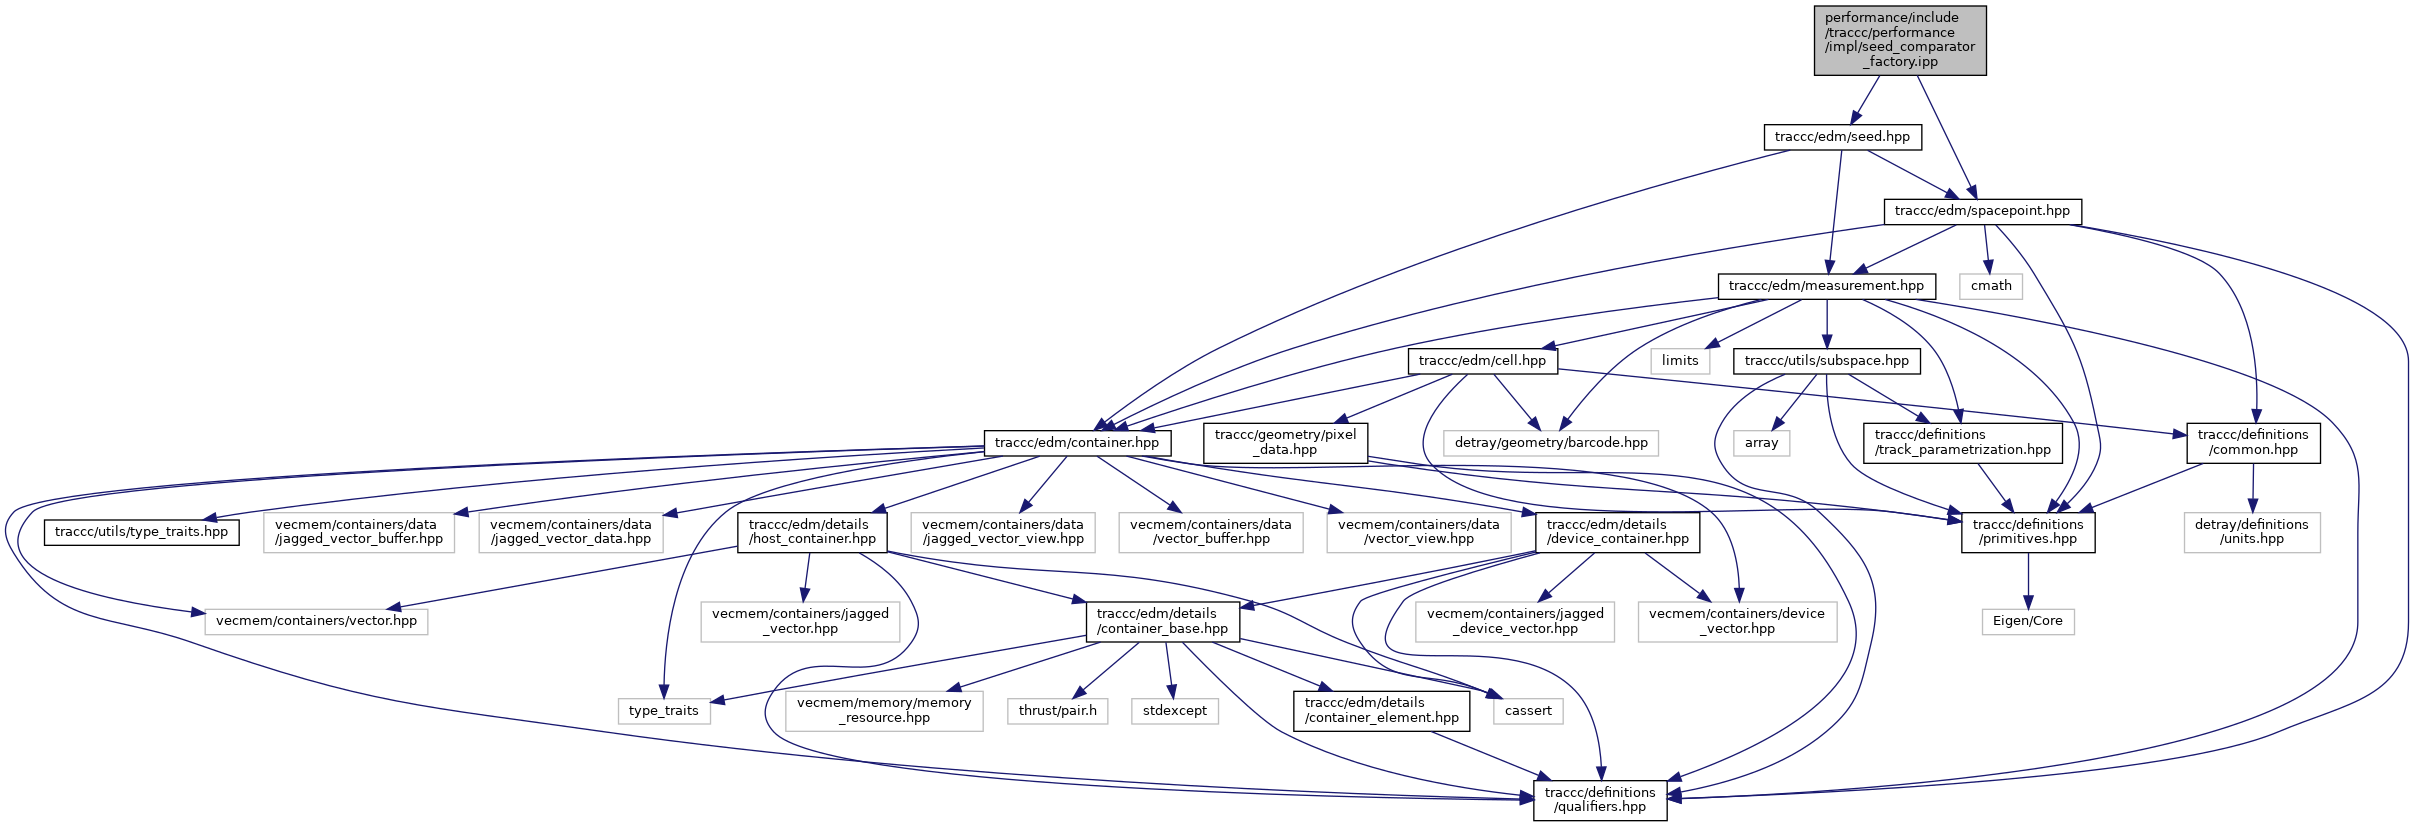 performance/include
/traccc/performance
/impl/seed_comparator
_factory.ipp
traccc/edm/seed.hpp
traccc/edm/spacepoint.hpp
traccc/edm/measurement.hpp
cmath
traccc/edm/cell.hpp
limits
traccc/utils/subspace.hpp
traccc/edm/container.hpp
traccc/geometry/pixel
_data.hpp
detray/geometry/barcode.hpp
array
traccc/definitions
/track_parametrization.hpp
traccc/definitions
/common.hpp
traccc/utils/type_traits.hpp
vecmem/containers/data
/jagged_vector_buffer.hpp
vecmem/containers/data
/jagged_vector_data.hpp
traccc/edm/details
/host_container.hpp
vecmem/containers/data
/jagged_vector_view.hpp
vecmem/containers/data
/vector_buffer.hpp
vecmem/containers/data
/vector_view.hpp
traccc/edm/details
/device_container.hpp
traccc/definitions
/primitives.hpp
detray/definitions
/units.hpp
vecmem/containers/vector.hpp
vecmem/containers/jagged
_vector.hpp
traccc/edm/details
/container_base.hpp
vecmem/containers/jagged
_device_vector.hpp
vecmem/containers/device
_vector.hpp
Eigen/Core
type_traits
vecmem/memory/memory
_resource.hpp
thrust/pair.h
stdexcept
traccc/edm/details
/container_element.hpp
cassert
traccc/definitions
/qualifiers.hpp